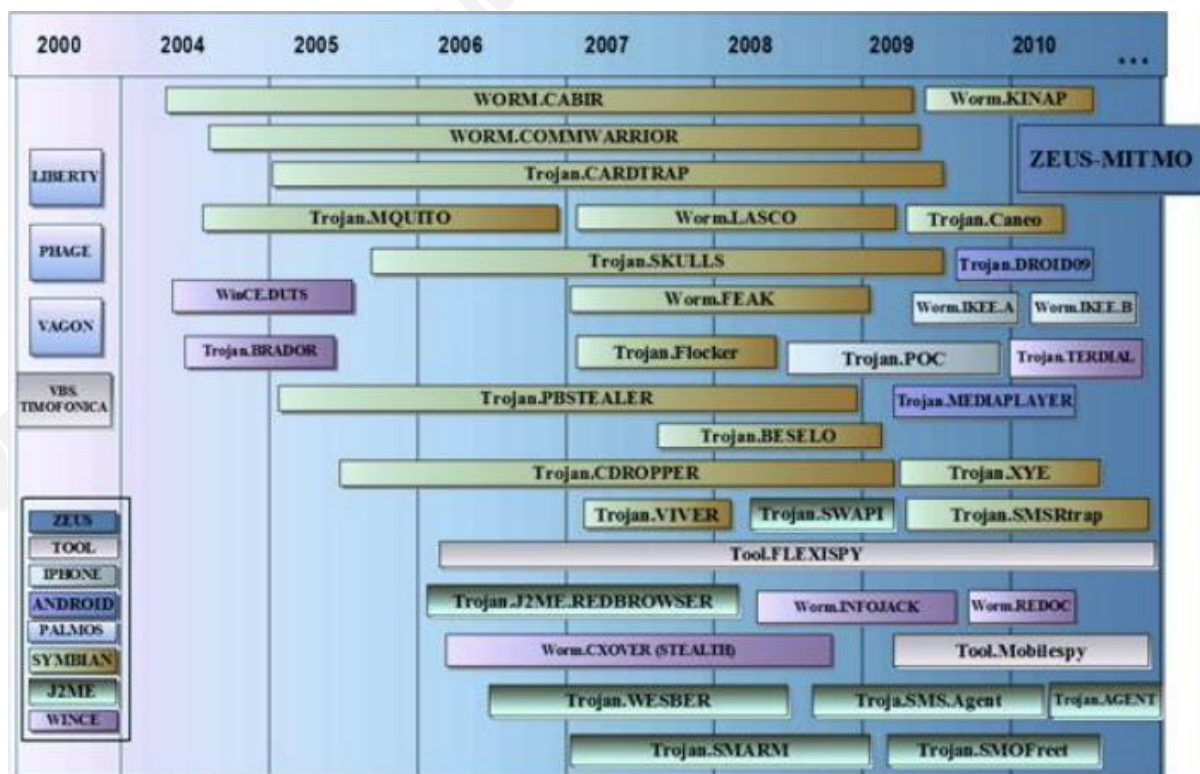 2000 2004 2005 2006 2007 2008 2009 2010 ...
WORM.CABIR
Worm.KINAP
WORM.COMMWARRIOR
ZEUS-MITMO
LIBERTY
Trojan.CARDTRAP
Trojan.MQUITO
Worm.LASCO
Trojan.Caneo
PHAGE
Trojan.SKULLS
Trojan.DROID09
WinCE.DUTS
Worm.FEAK
Worm.IKEE.A
Worm.IKEE.B
VAGON
Trojan.BRADOR
Trojan.Flocker
Trojan.POC
Trojan.TERDIAL
VBS.
TIMOFONICA
Trojan.PBSTEALER
Trojan.MEDIAPLAYER
Trojan.BESELO
Trojan.CDROPPER
Trojan.XYE
ZEUS
Trojan.VIVER
Trojan.SWAPI
Trojan.SMSRtrap
TOOL
Tool.FLEXISPY
IPHONE
ANDROID
Trojan.J2ME.REDBROWSER
Worm.INFOJACK
Worm.REDOC
PALMOS
SYMBIAN
Worm.CXOVER (STEALTH)
Tool.Mobilespy
J2ME
Trojan.WESBER
Troja.SMS.Agent
Trojan.AGENT
WINCE
Trojan.SMARM
Trojan.SMOFreet